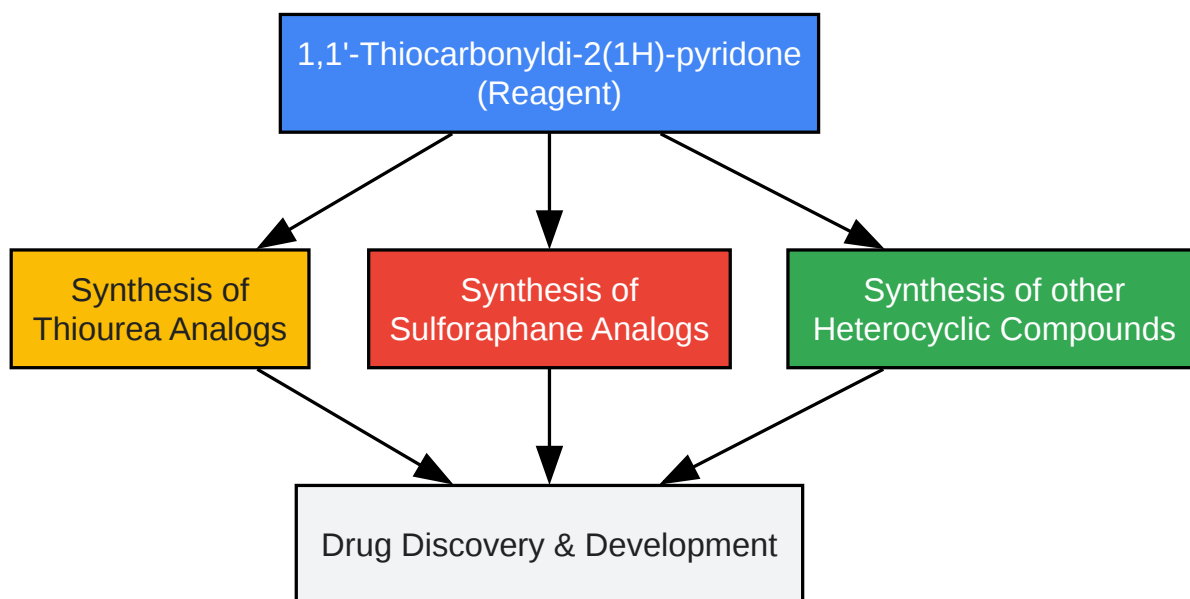 1,1'-Thiocarbonyldi-2(1H)-pyridone
(Reagent)
Synthesis of
Thiourea Analogs
Synthesis of
Sulforaphane Analogs
Synthesis of other
Heterocyclic Compounds
Drug Discovery & Development